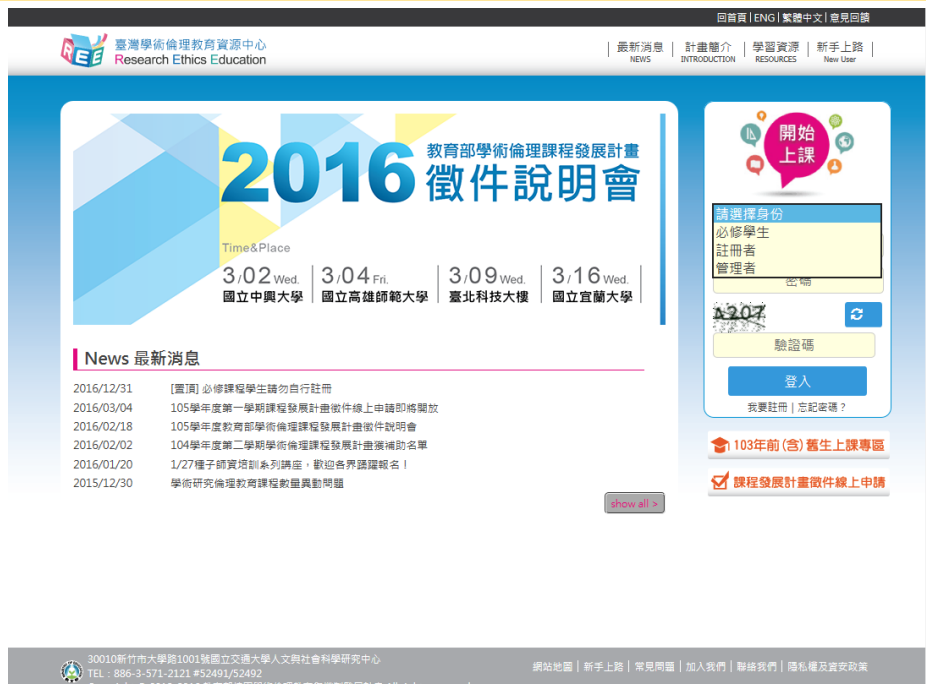 回首頁 | ENG | 繁體中文 | 意見回饋
REE
臺灣學術倫理教育資源中心
Research Ethics Education
最新消息 | 計畫簡介 | 學習資源 | 新手上路
NEWS INTRODUCTION RESOURCES New User
2016 教育部學術倫理課程發展計畫
徵件說明會
Time&Place
3/02 Wed. 3/04 Fri. 3/09 Wed. 3/16 Wed.
國立中興大學 國立高雄師範大學 臺北科技大樓 國立宜蘭大學
News 最新消息
2016/12/31 [置頂] 必修課程學生請勿自行註冊
2016/03/04 105學年度第一學期課程發展計畫徵件線上申請即將開放
2016/02/18 105學年度教育部學術倫理課程發展計畫徵件說明會
2016/02/02 104學年度第二學期學術倫理課程發展計畫獲補助名單
2016/01/20 1/27種子師資培訓系列講座，歡迎各界踴躍報名！
2015/12/30 學術研究倫理教育課程數量異動問題
show all >
開始
上課
請選擇身份
必修學生
註冊者
管理者
密碼
驗證碼
登入
我要註冊 | 忘記密碼？
103年前(含)舊生上課專區
課程發展計畫徵件線上申請
30010新竹市大學路1001號國立交通大學人文與社會科學研究中心
TEL : 886-3-571-2121 #52491/52492
網站地圖 | 新手上路 | 常見問題 | 加入我們 | 聯絡我們 | 隱私權及資安政策